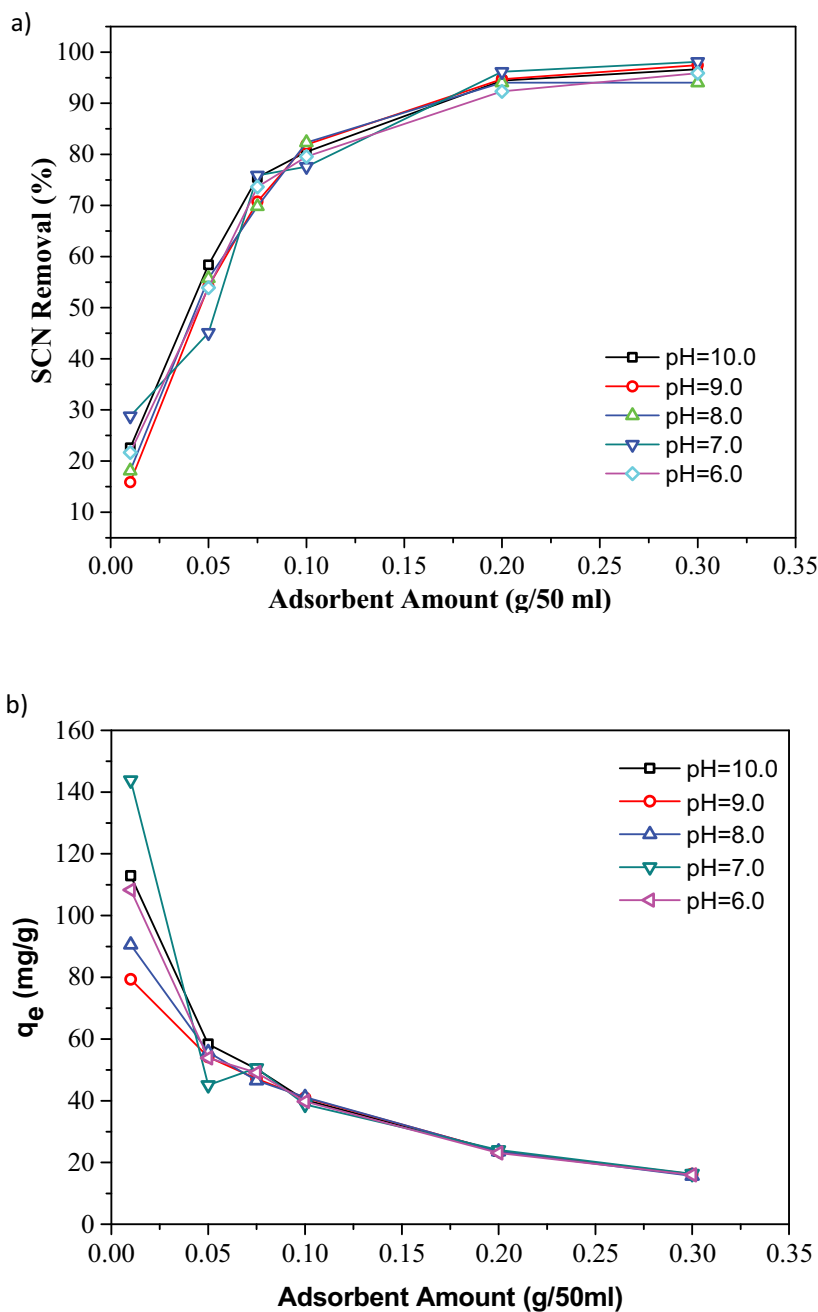 a)
100
90
80
70
60
50
40
30
20
10
SCN Removal (%)
pH=10.0
pH=9.0
pH=8.0
pH=7.0
pH=6.0
0.00 0.05 0.10 0.15 0.20 0.25 0.30 0.35
Adsorbent Amount (g/50 ml)
b)
160
140
120
100
80
60
40
20
0
qe (mg/g)
pH=10.0
pH=9.0
pH=8.0
pH=7.0
pH=6.0
0.00 0.05 0.10 0.15 0.20 0.25 0.30 0.35
Adsorbent Amount (g/50ml)